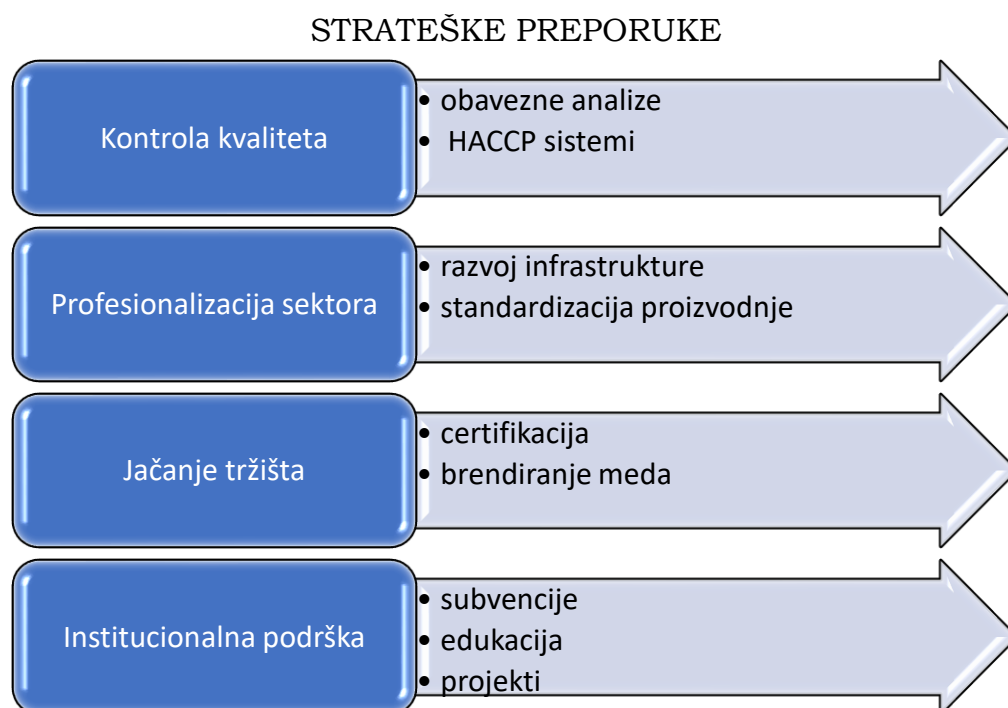 STRATEŠKE PREPORUKE
Kontrola kvaliteta
• obavezne analize
• HACCP sistemi
Profesionalizacija sektora
• razvoj infrastrukture
• standardizacija proizvodnje
Jačanje tržišta
• certifikacija
• brendiranje meda
Institucionalna podrška
• subvencije
• edukacija
• projekti